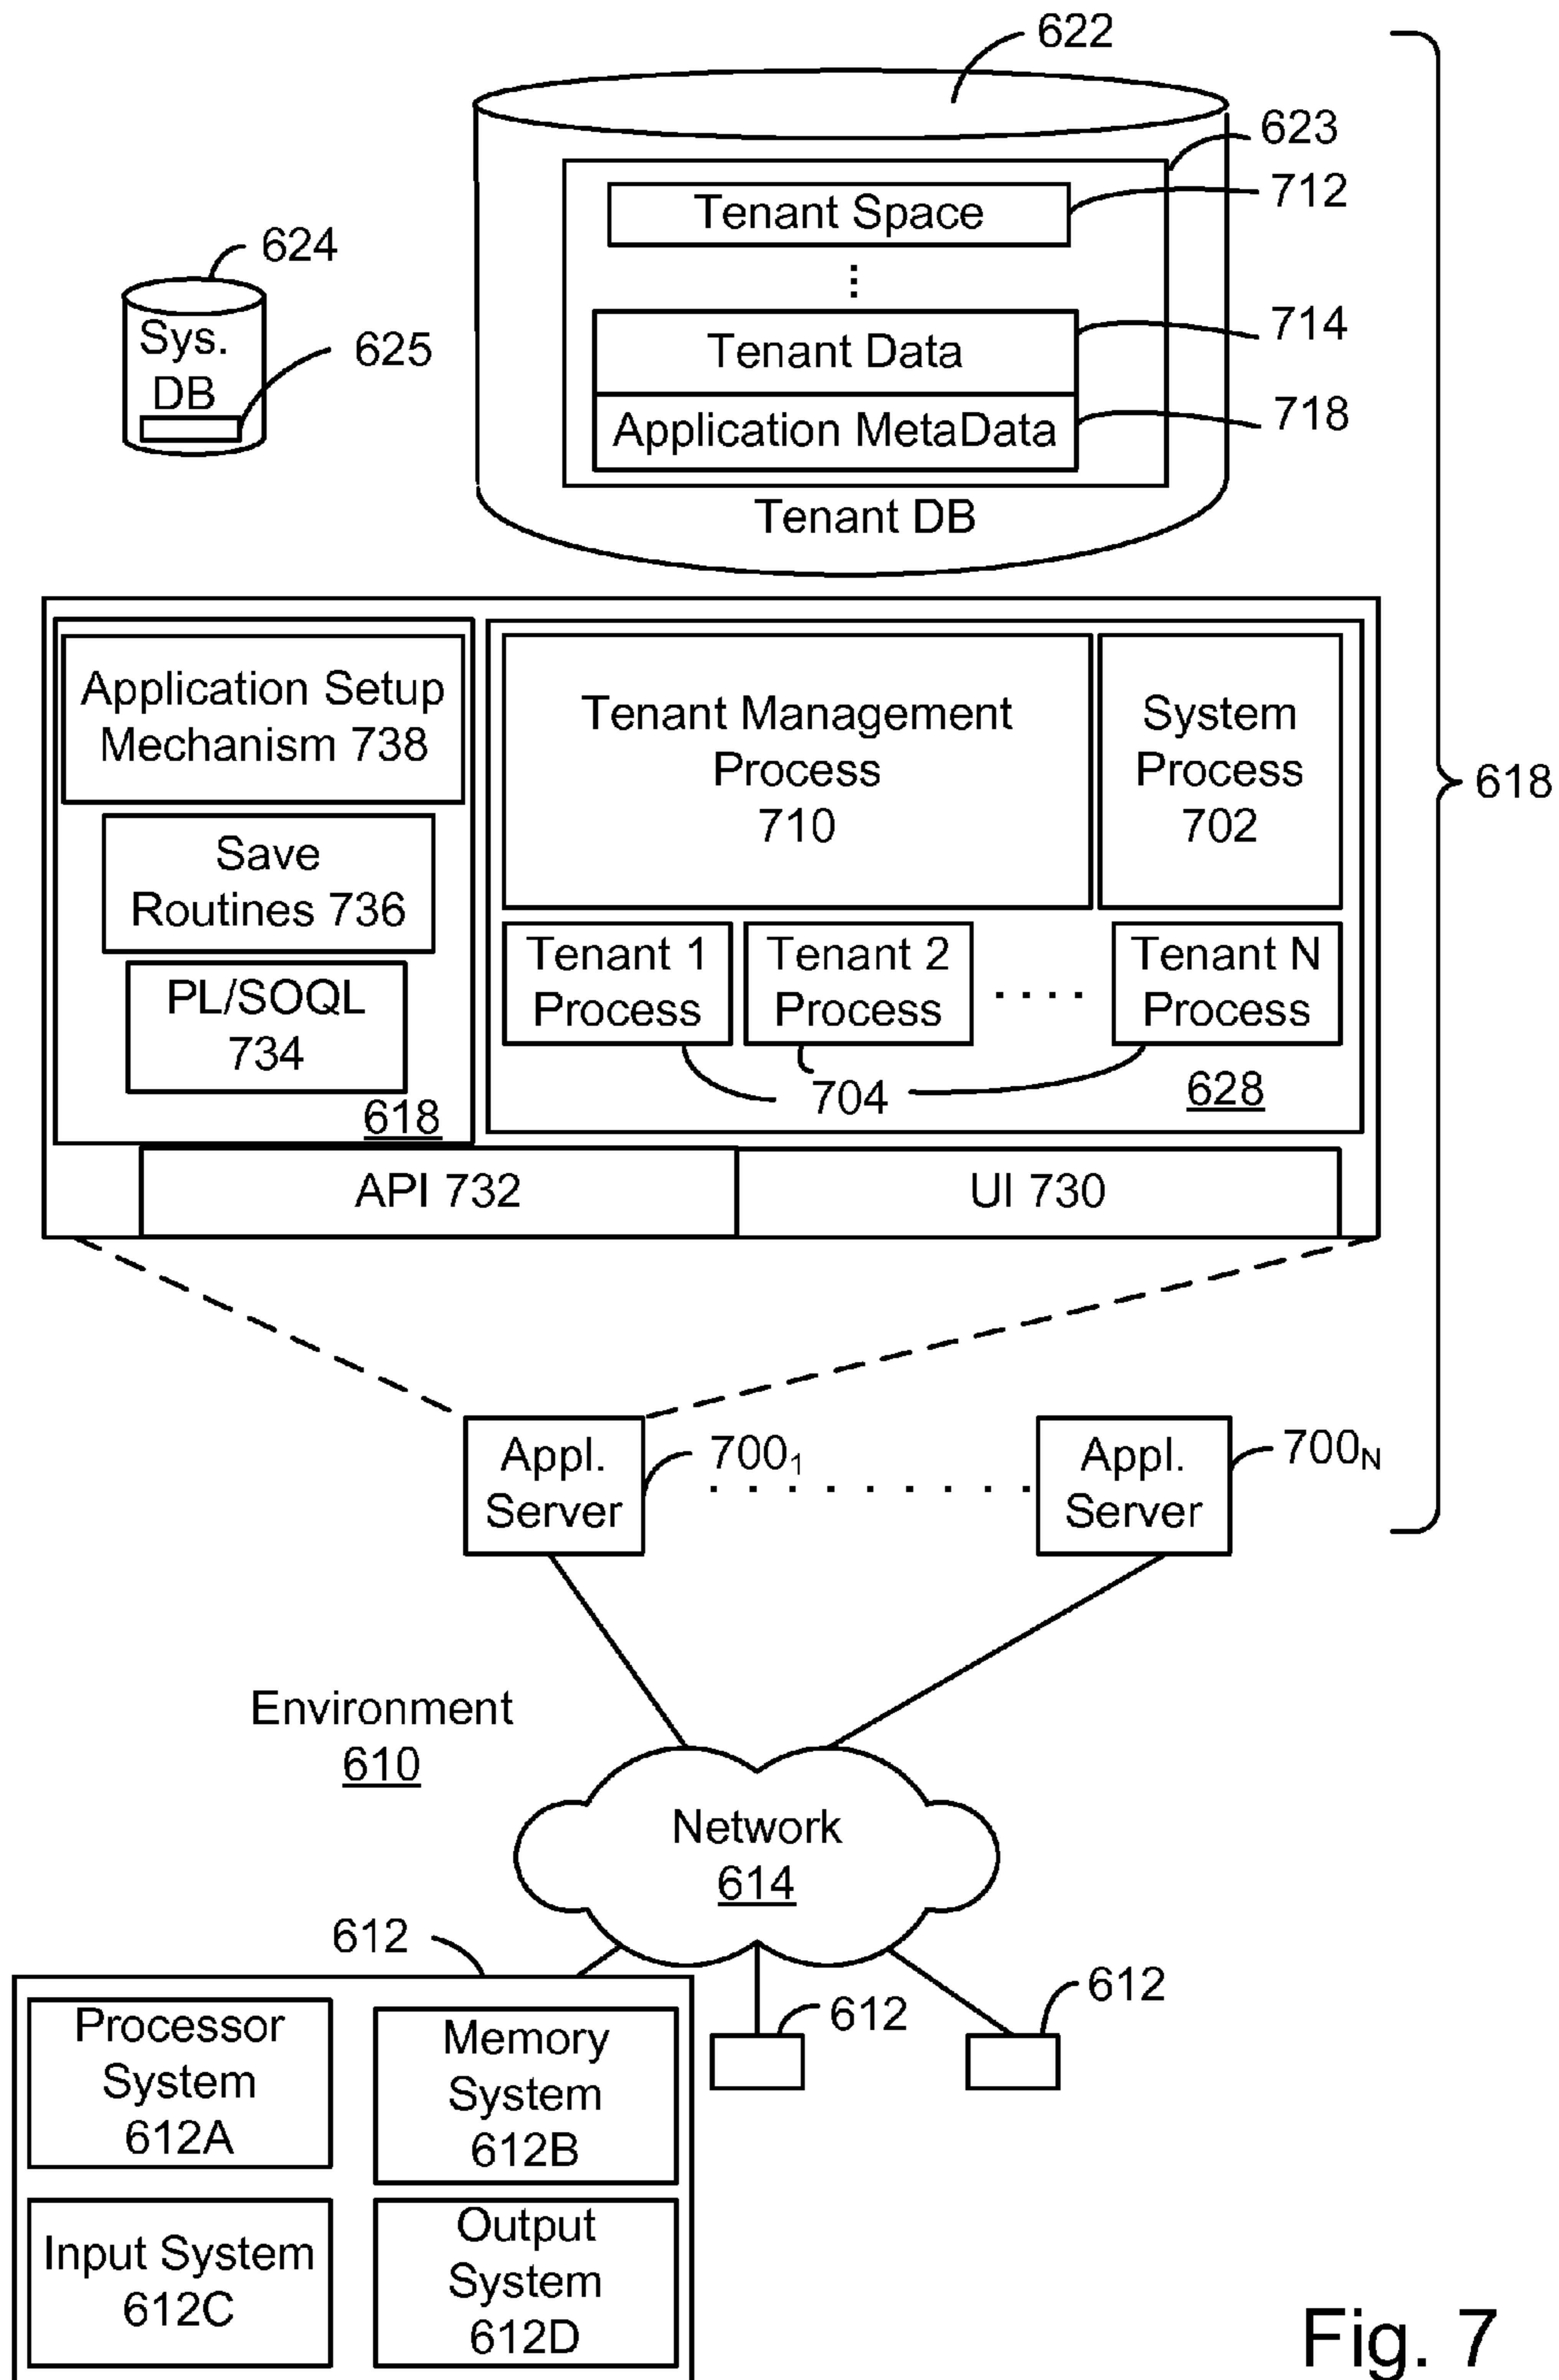 622
623
Tenant Space
712
624
Sys.
DB
625
Tenant Data
714
Application MetaData
718
Tenant DB
Application Setup
Mechanism 738
Tenant Management
Process
710
System
Process
702
618
Save
Routines 736
PL/SOQL
734
618
Tenant 1
Process
Tenant 2
Process
....
Tenant N
Process
704
628
API 732
UI 730
Appl.
Server
700₁
Appl.
Server
700N
Environment
610
Network
614
612
Processor
System
612A
Memory
System
612B
Input System
612C
Output
System
612D
612
612
Fig. 7